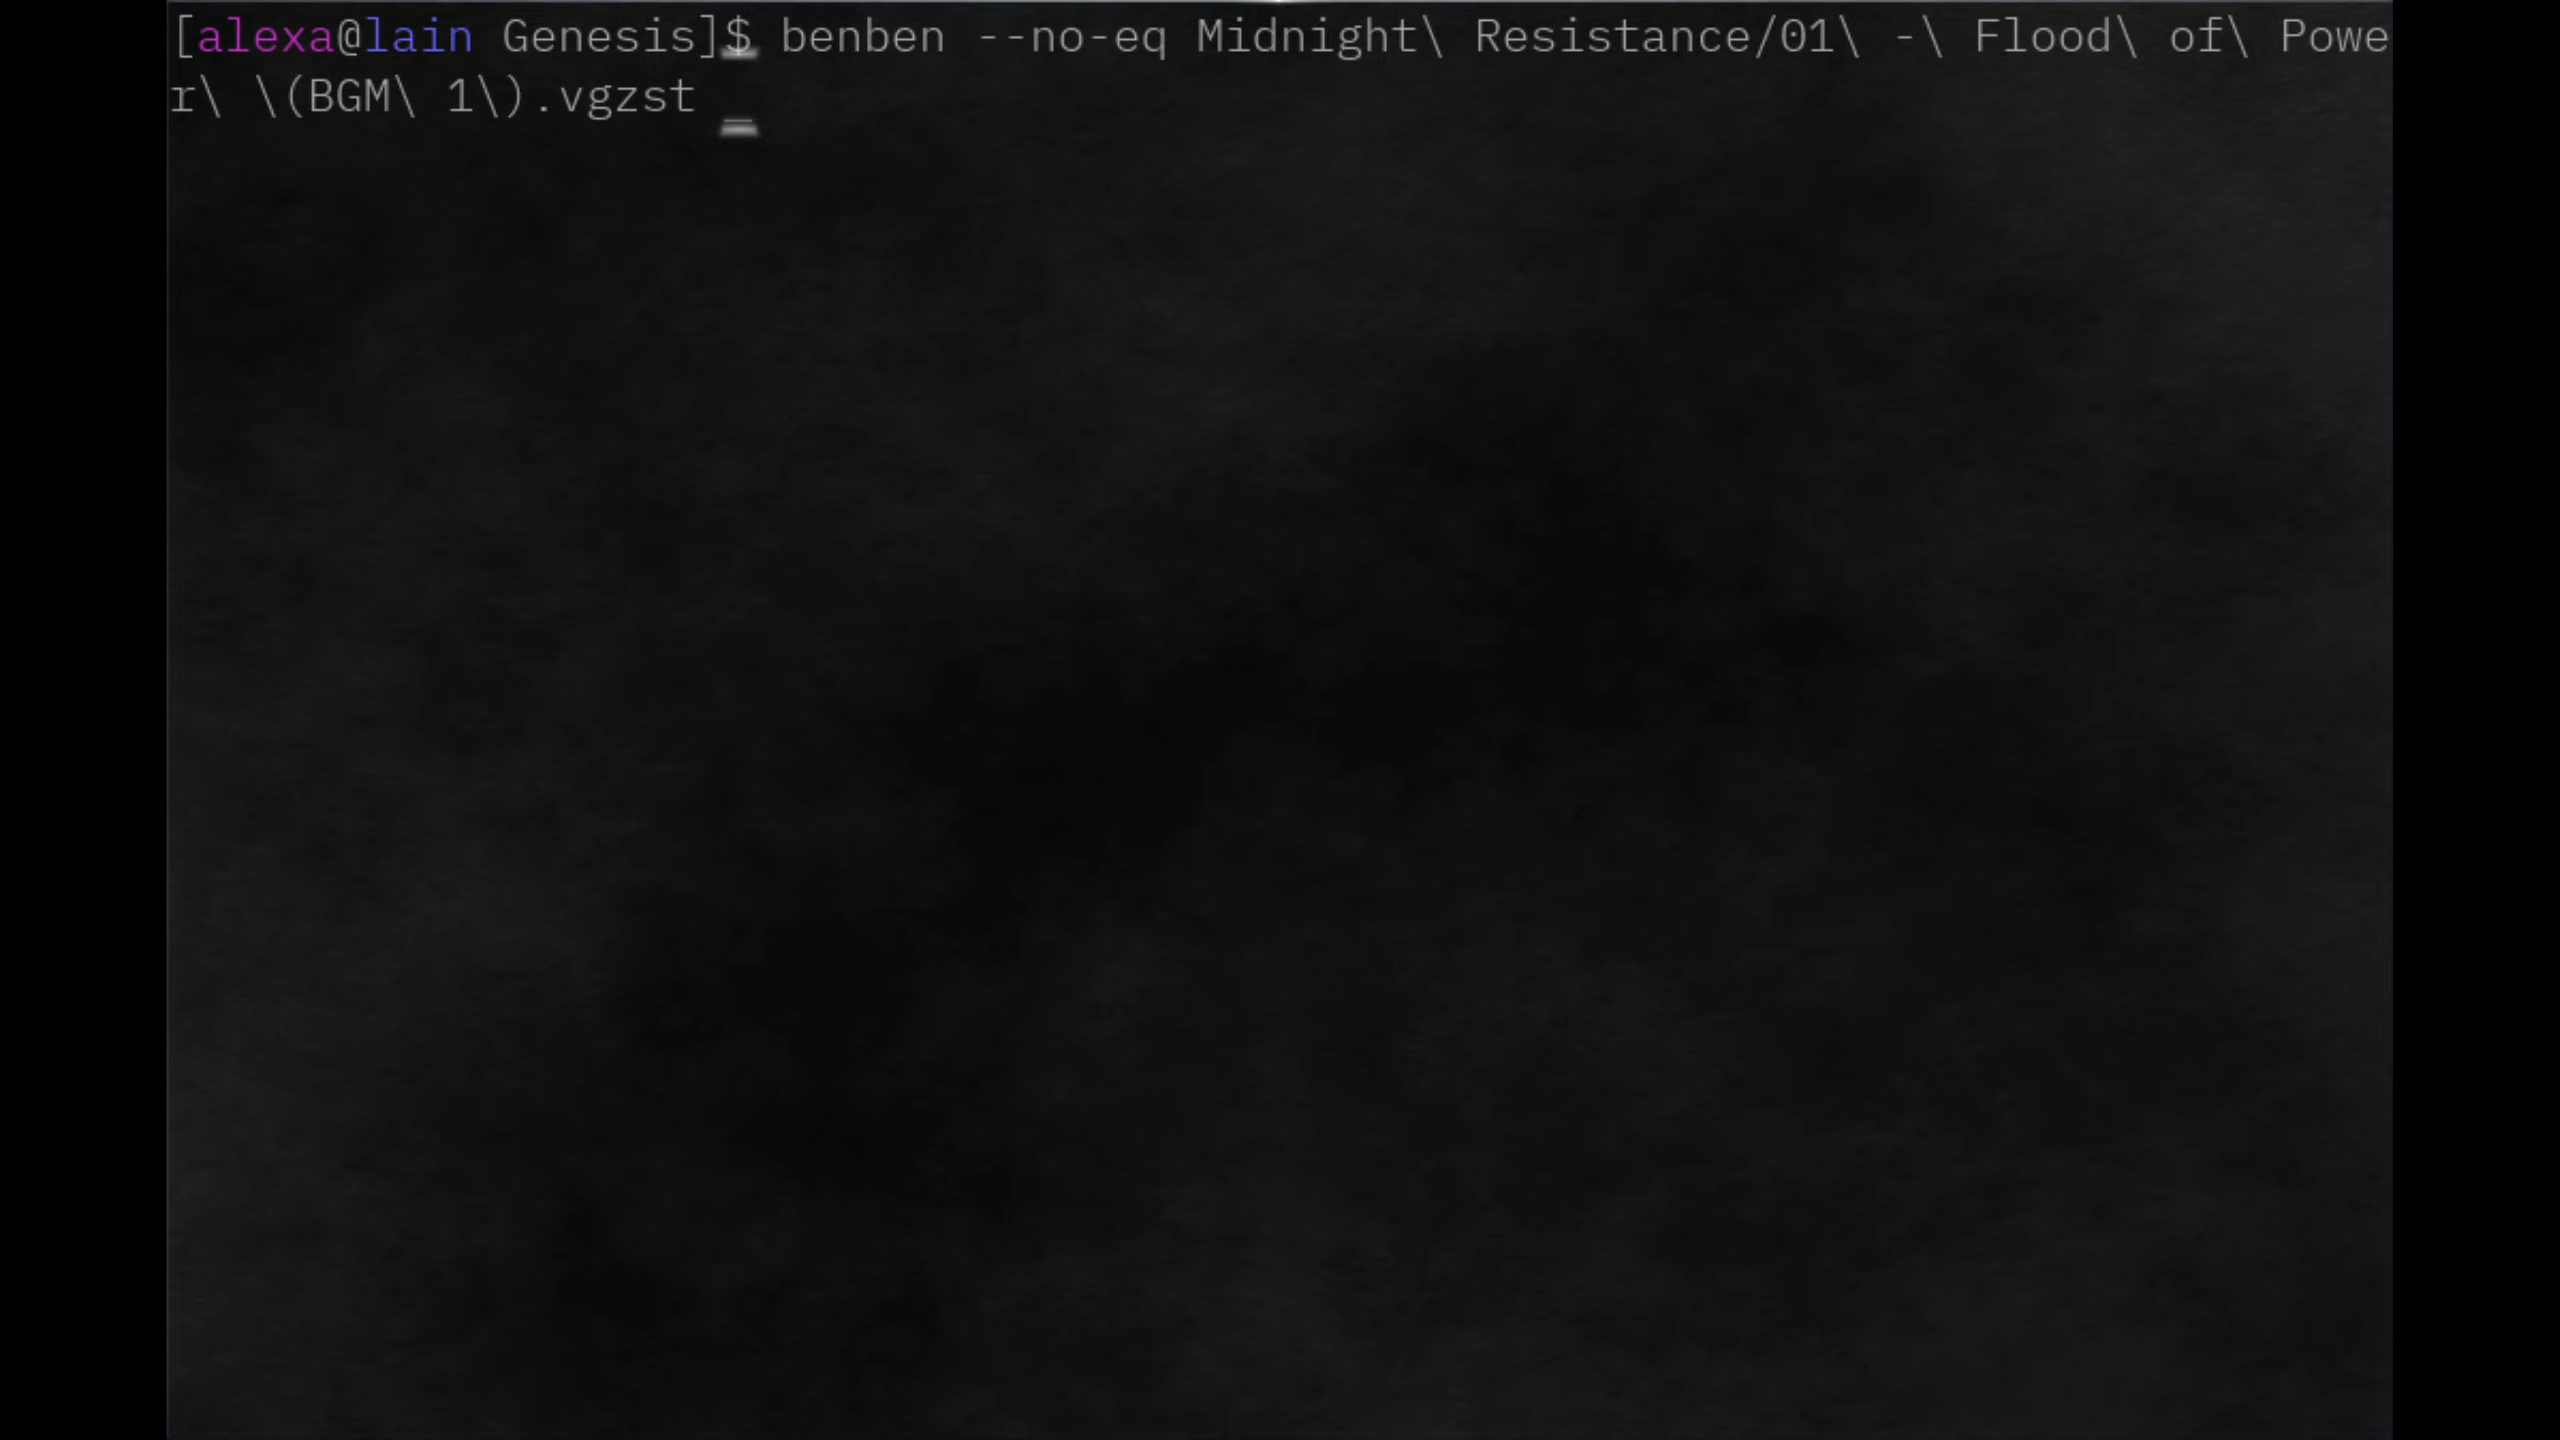 [alexa@lain Genesis]$ benben --no-eq Midnight\ Resistance/01\ -\ Flood\ of\ Powe
r\ \(BGM\ 1\).vgzst